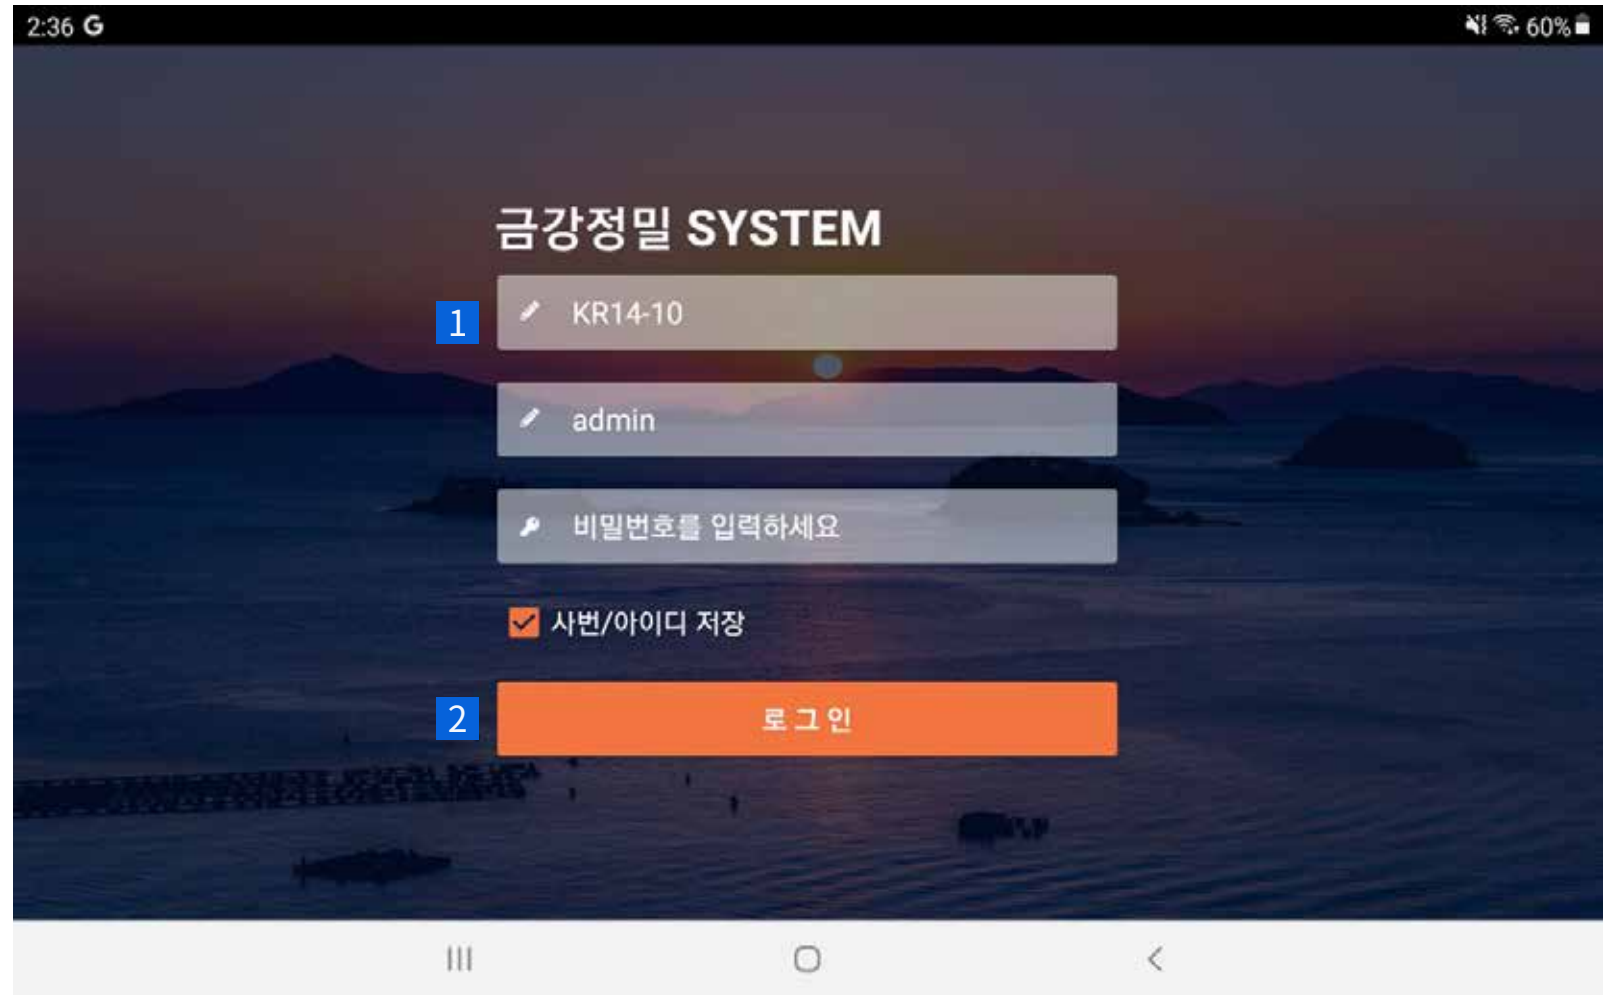 2:36 G 60%
금강정밀 SYSTEM
1 KR14-10
admin
비밀번호를 입력하세요
사번/아이디 저장
2 로그인